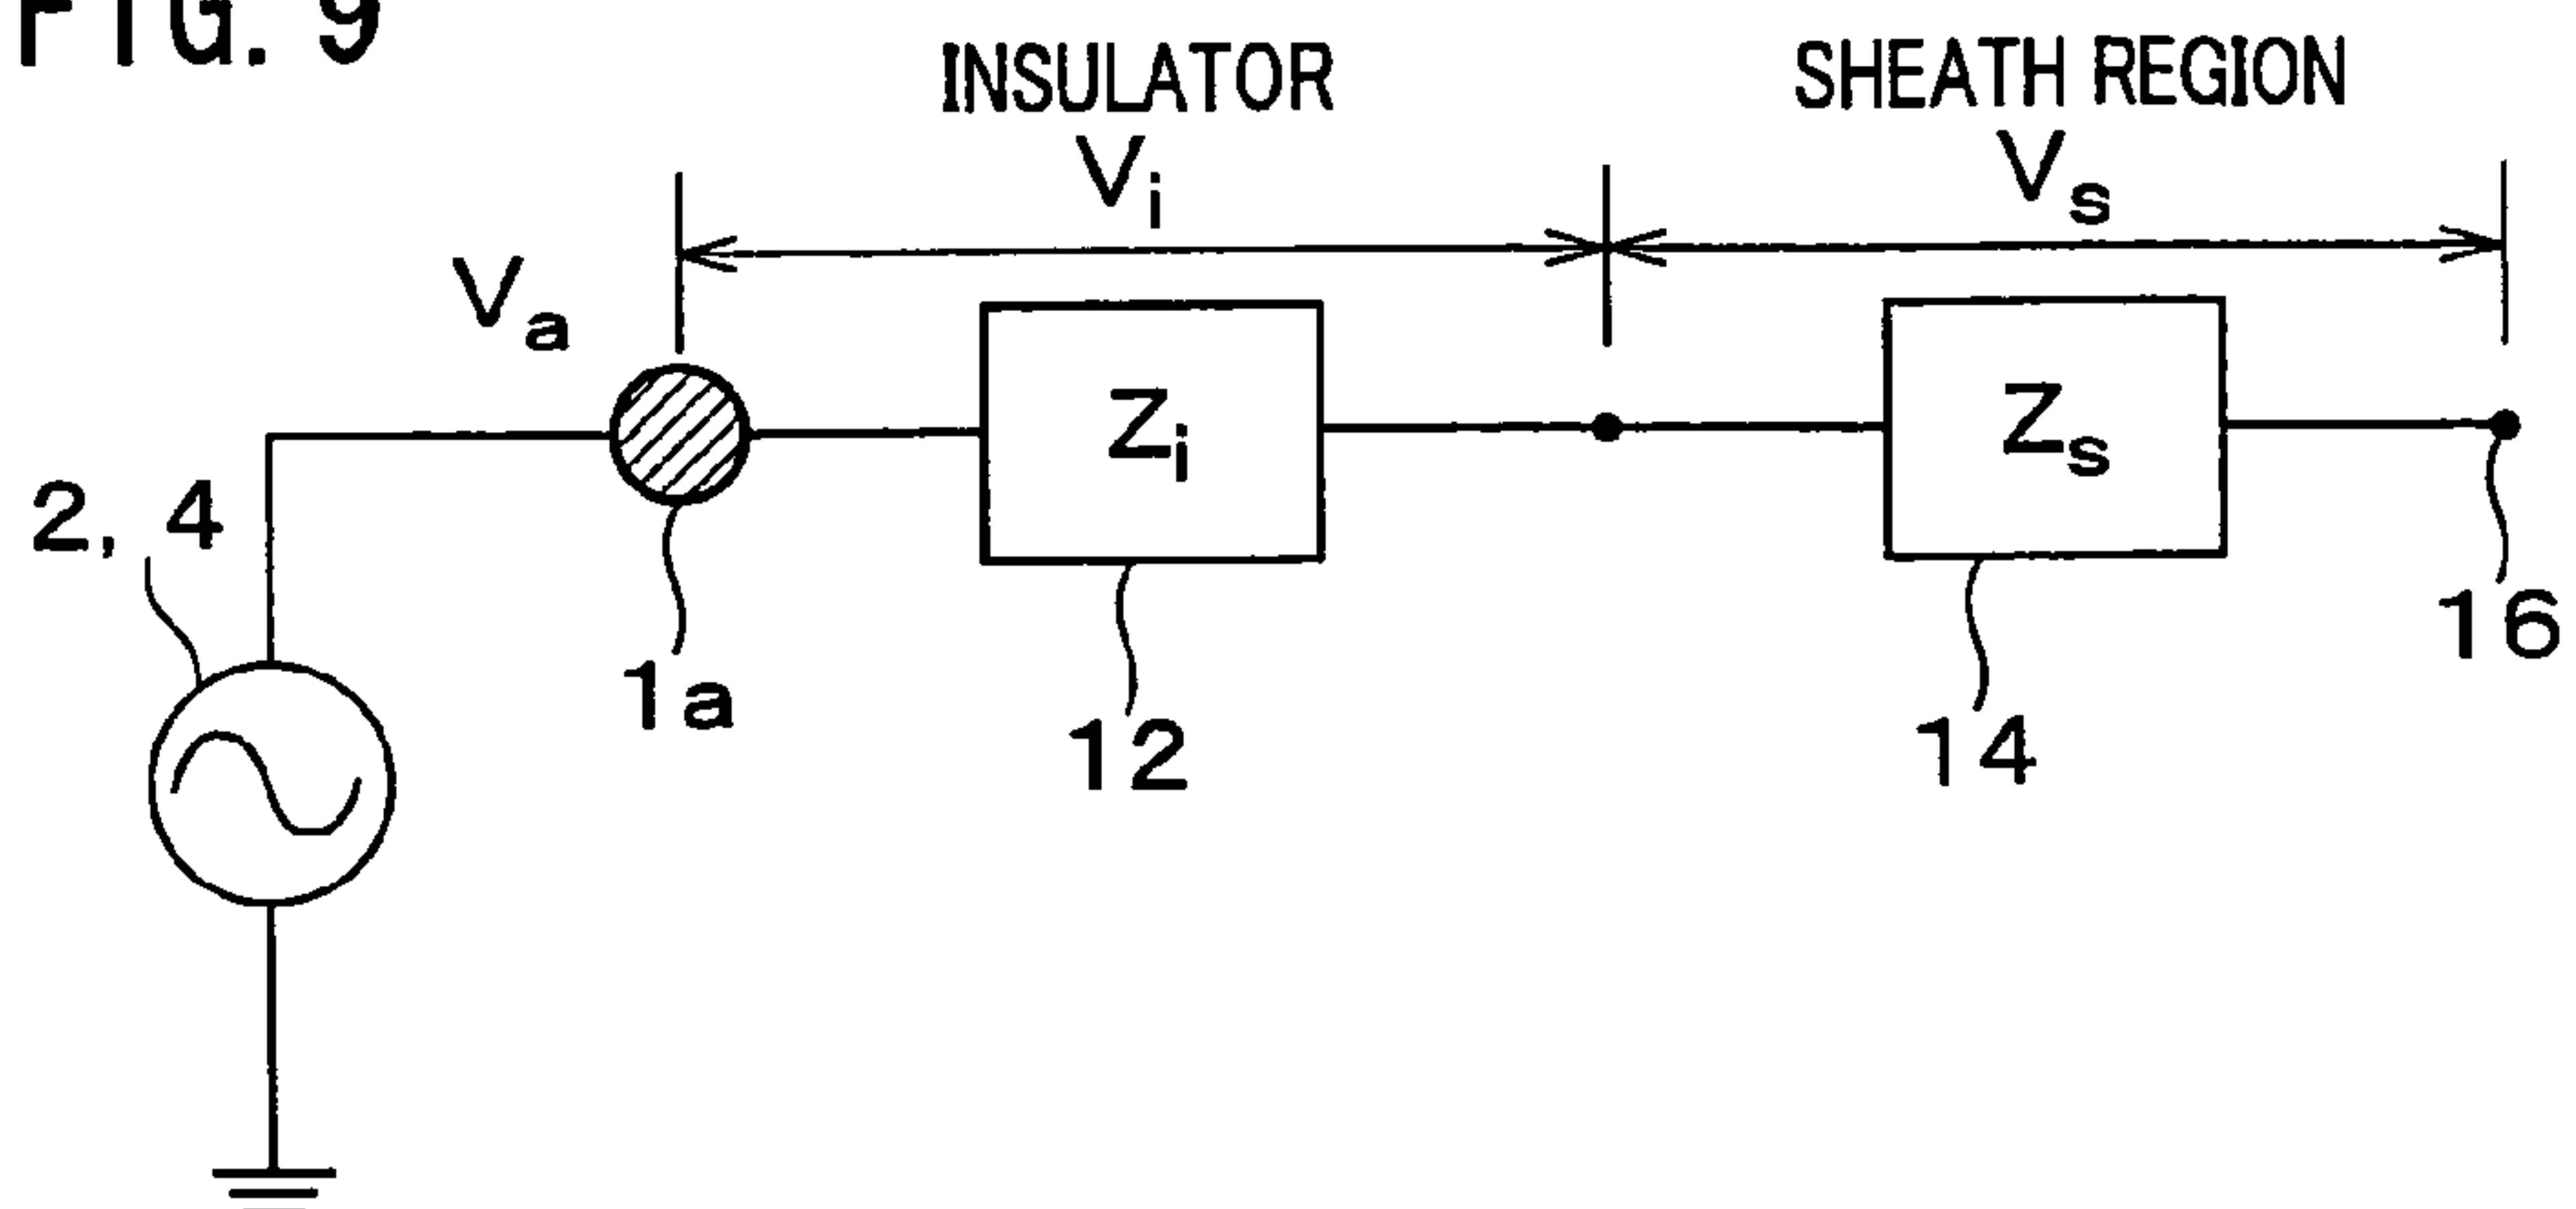 FIG. 9
INSULATOR
SHEATH REGION
Vi
Vs
Va
Zi
Zs
2, 4
1a
12
14
16